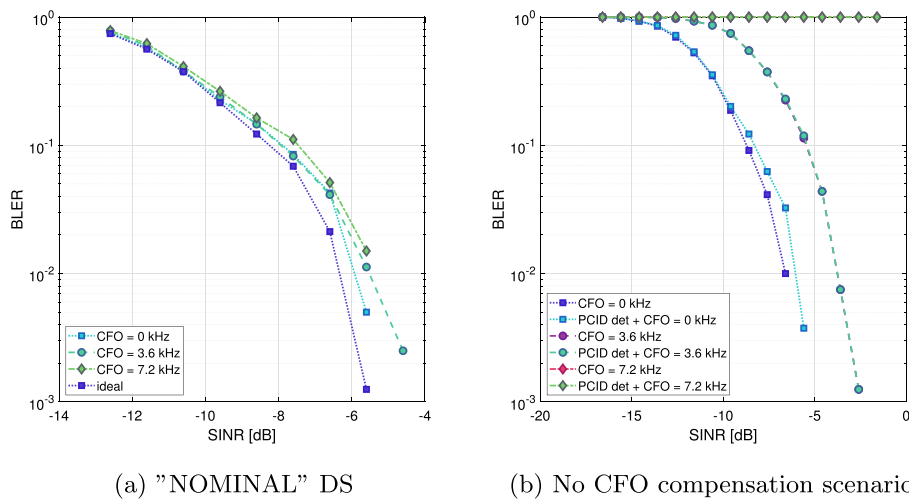 10^0
10^-1
10^-2
10^-3
BLER
-14
-12
-10
-8
-6
-4
SINR [dB]
CFO = 0 kHz
CFO = 3.6 kHz
CFO = 7.2 kHz
ideal
(a) "NOMINAL" DS
10^0
10^-1
10^-2
10^-3
BLER
-20
-15
-10
-5
0
SINR [dB]
CFO = 0 kHz
PCID det + CFO = 0 kHz
CFO = 3.6 kHz
PCID det + CFO = 3.6 kHz
CFO = 7.2 kHz
PCID det + CFO = 7.2 kHz
(b) No CFO compensation scenario